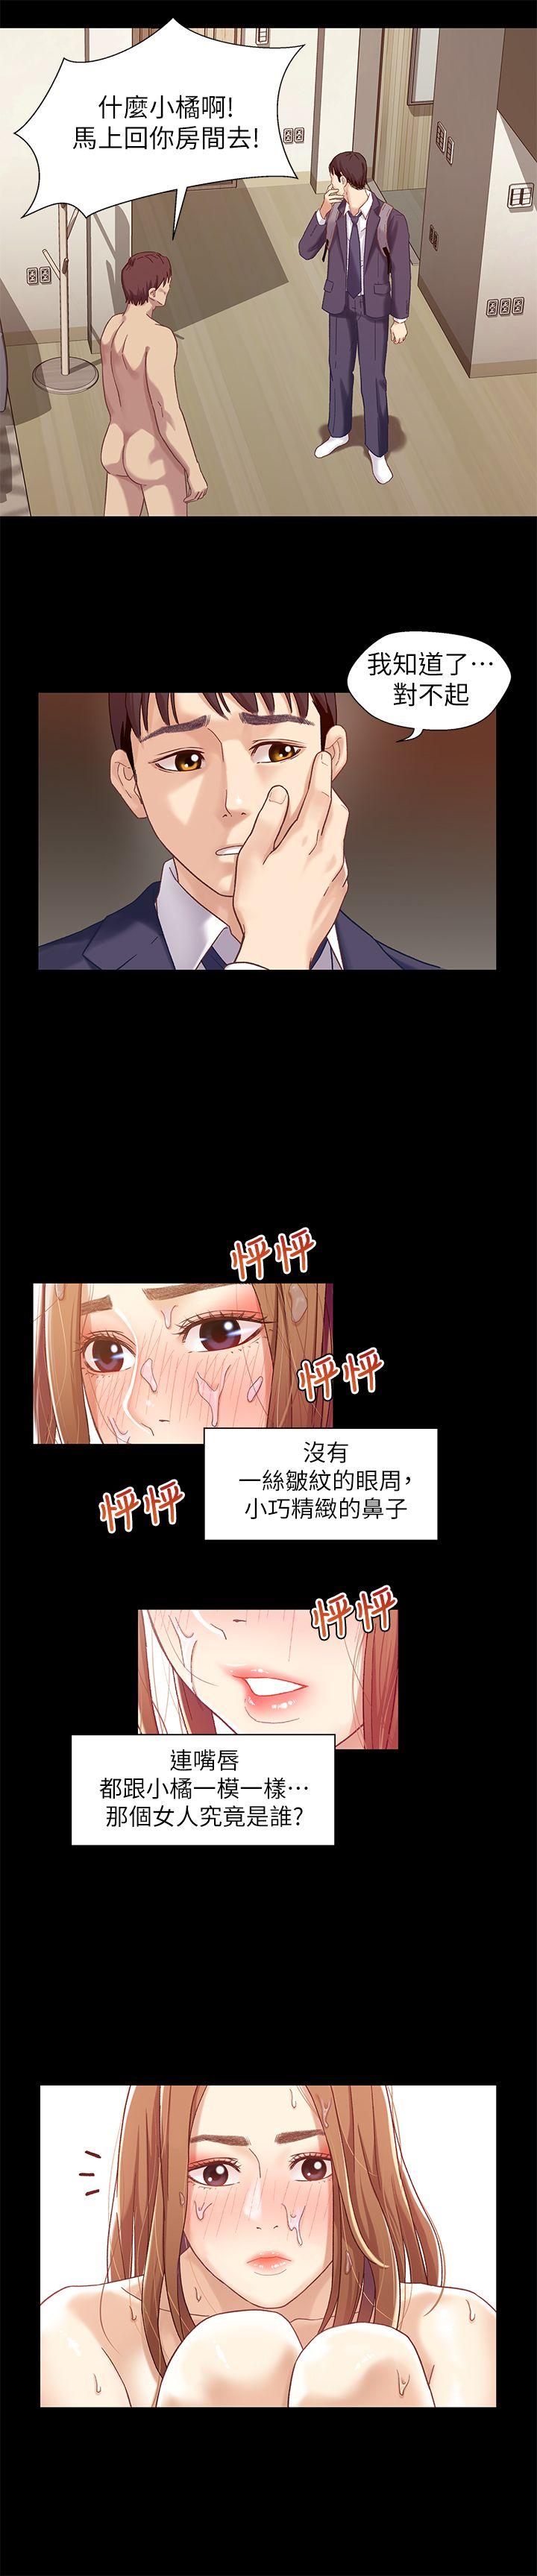 什麼小橘啊!
馬上回你房間去!
我知道了…
對不起
怦怦
怦怦
沒有
一絲皺紋的眼周,
小巧精緻的鼻子
怦怦
怦怦
連嘴唇
都跟小橘一模一樣…
那個女人究竟是誰?